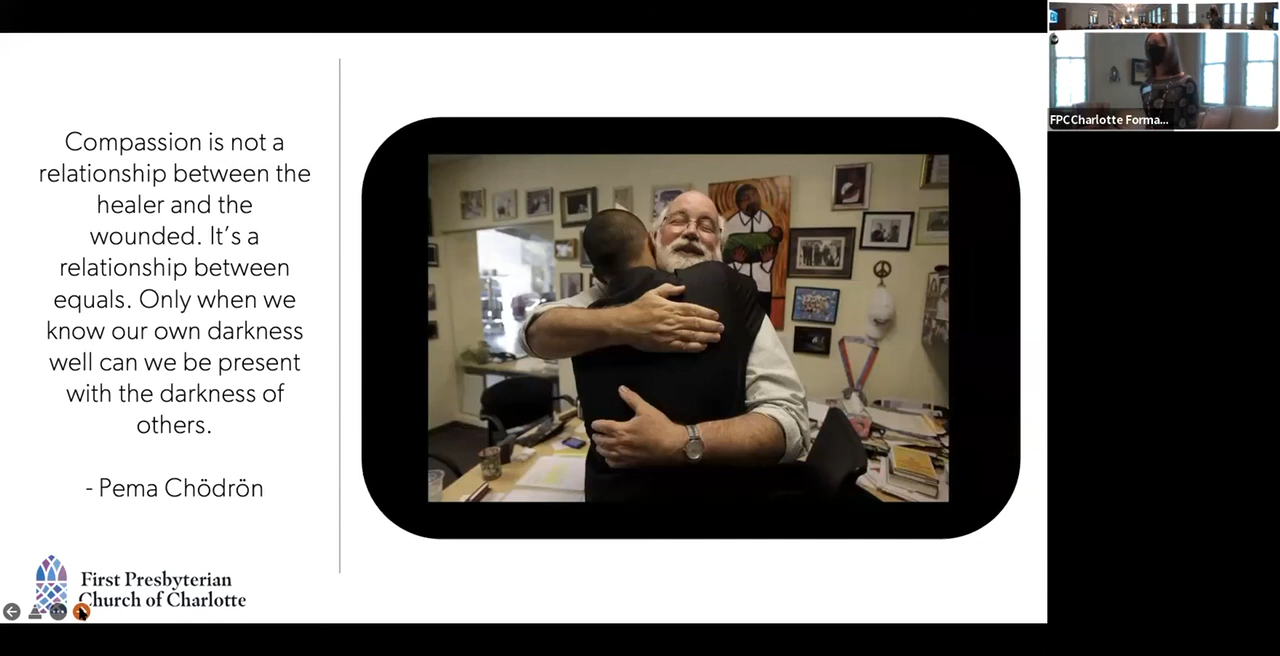 Compassion is not a
relationship between the
healer and the
wounded. It's a
relationship between
equals. Only when we
know our own darkness
well can we be present
with the darkness of
others.
- Pema Chödrön
First Presbyterian
Church of Charlotte
FPCCharlotte Forma...